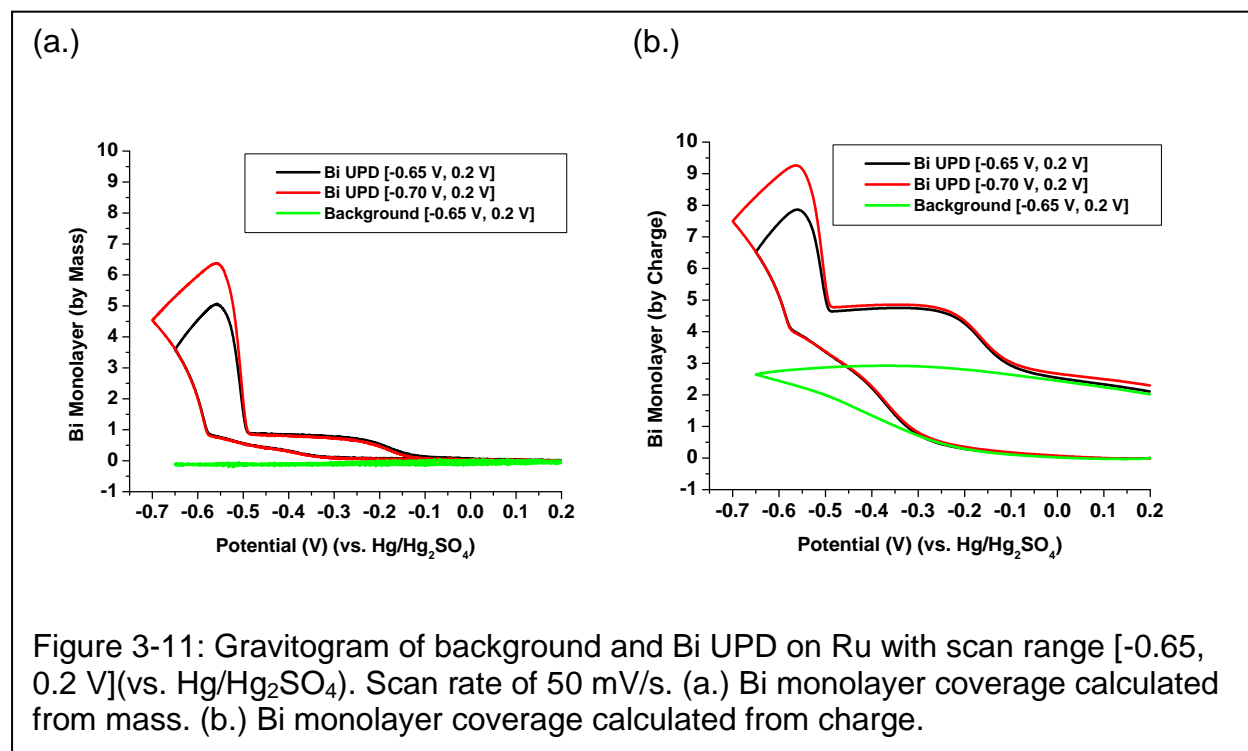 (a.)
(b.)
10
9
8
7
6
5
4
3
2
1
0
-1
Bi Monolayer (by Mass)
Bi UPD [-0.65 V, 0.2 V]
Bi UPD [-0.70 V, 0.2 V]
Background [-0.65 V, 0.2 V]
-0.7 -0.6 -0.5 -0.4 -0.3 -0.2 -0.1 0.0 0.1 0.2
Potential (V) (vs. Hg/Hg₂SO₄)
10
9
8
7
6
5
4
3
2
1
0
-1
Bi Monolayer (by Charge)
Bi UPD [-0.65 V, 0.2 V]
Bi UPD [-0.70 V, 0.2 V]
Background [-0.65 V, 0.2 V]
-0.7 -0.6 -0.5 -0.4 -0.3 -0.2 -0.1 0.0 0.1 0.2
Potential (V) (vs. Hg/Hg₂SO₄)
Figure 3-11: Gravitogram of background and Bi UPD on Ru with scan range [-0.65,
0.2 V](vs. Hg/Hg₂SO₄). Scan rate of 50 mV/s. (a.) Bi monolayer coverage calculated
from mass. (b.) Bi monolayer coverage calculated from charge.